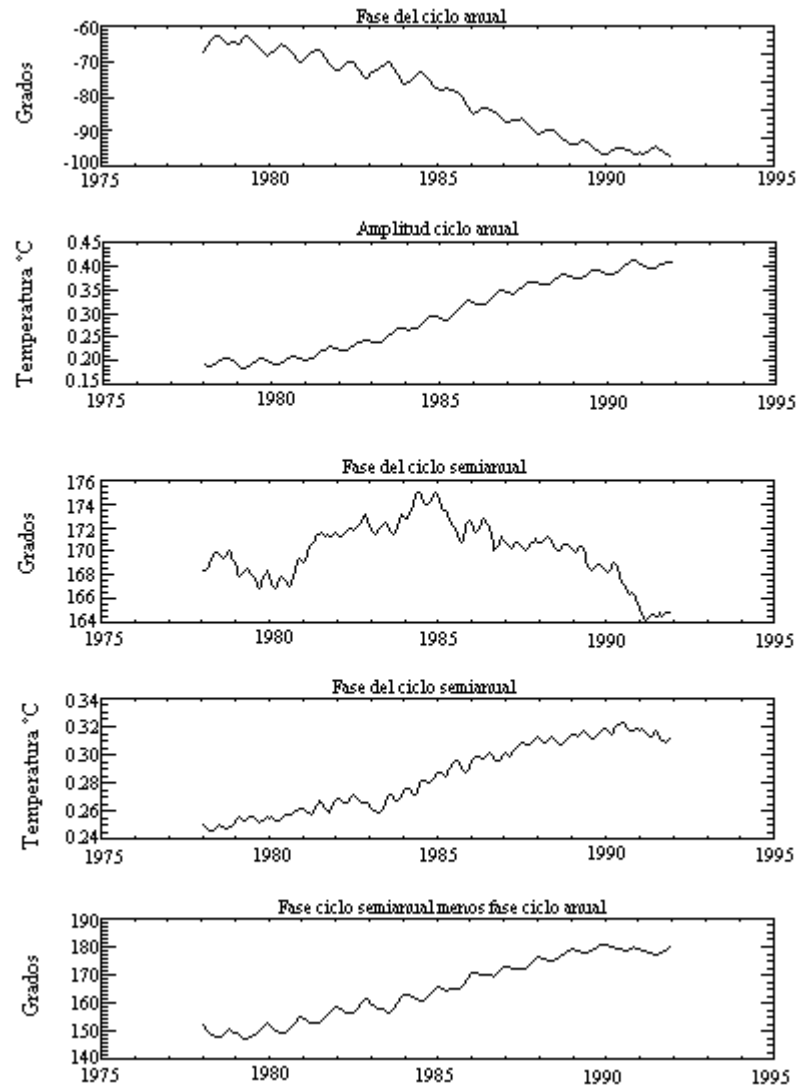 Fase del ciclo anual
Grados
-60
-70
-80
-90
-100
1975 1980 1985 1990 1995
Amplitud ciclo anual
Temperatura °C
0.45
0.40
0.35
0.30
0.25
0.20
0.15
1975 1980 1985 1990 1995
Fase del ciclo semianual
Grados
176
174
172
170
168
166
164
1975 1980 1985 1990 1995
Fase del ciclo semianual
Temperatura °C
0.34
0.32
0.30
0.28
0.26
0.24
1975 1980 1985 1990 1995
Fase ciclo semianual menos fase ciclo anual
Grados
190
180
170
160
150
140
1975 1980 1985 1990 1995